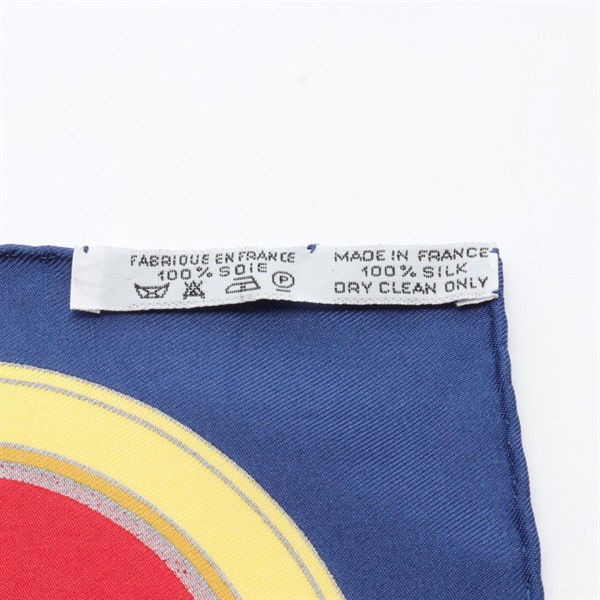 FABRIQUE EN FRANCE
100% SOIE
P
MADE IN FRANCE
100% SILK
DRY CLEAN ONLY